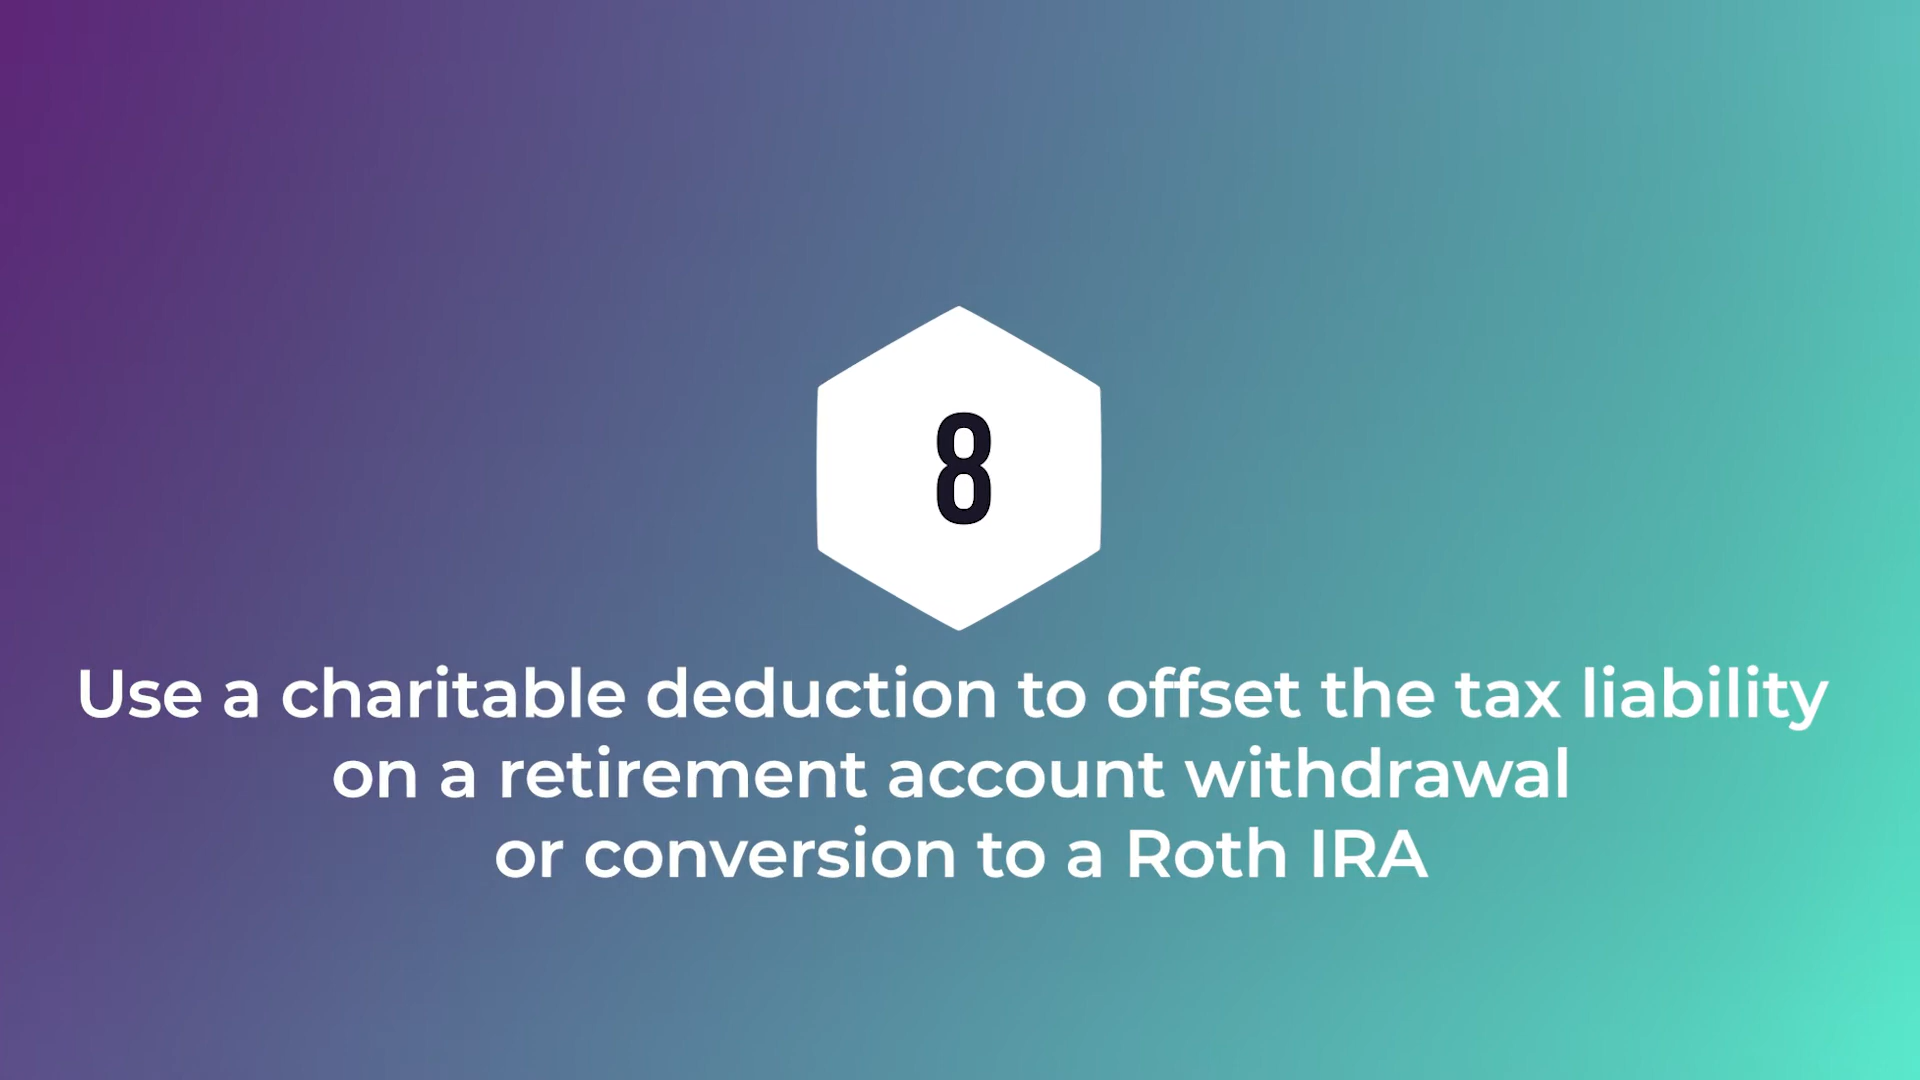 8
Use a charitable deduction to offset the tax liability
on a retirement account withdrawal
or conversion to a Roth IRA